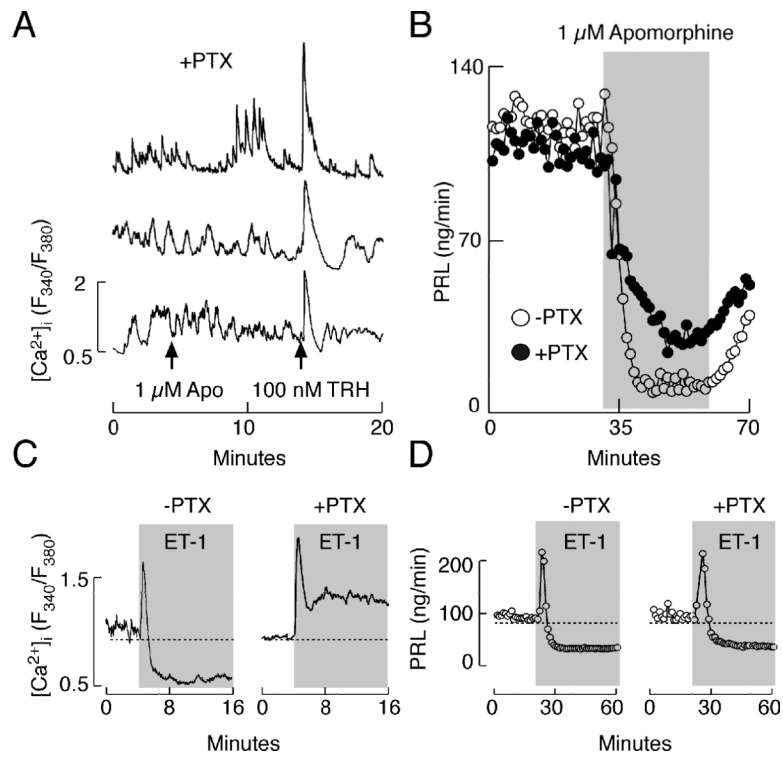 A
+PTX
[Ca2+]i (F340/F380)
2
0.5
1 µM Apo
100 nM TRH
0
10
20
Minutes
B
1 µM Apomorphine
PRL (ng/min)
140
70
0
-PTX
+PTX
0
35
70
Minutes
C
-PTX
+PTX
ET-1
ET-1
[Ca2+]i (F340/F380)
1.5
0.5
0
8
16
0
8
16
Minutes
D
-PTX
+PTX
ET-1
ET-1
PRL (ng/min)
200
100
0
0
30
60
0
30
60
Minutes